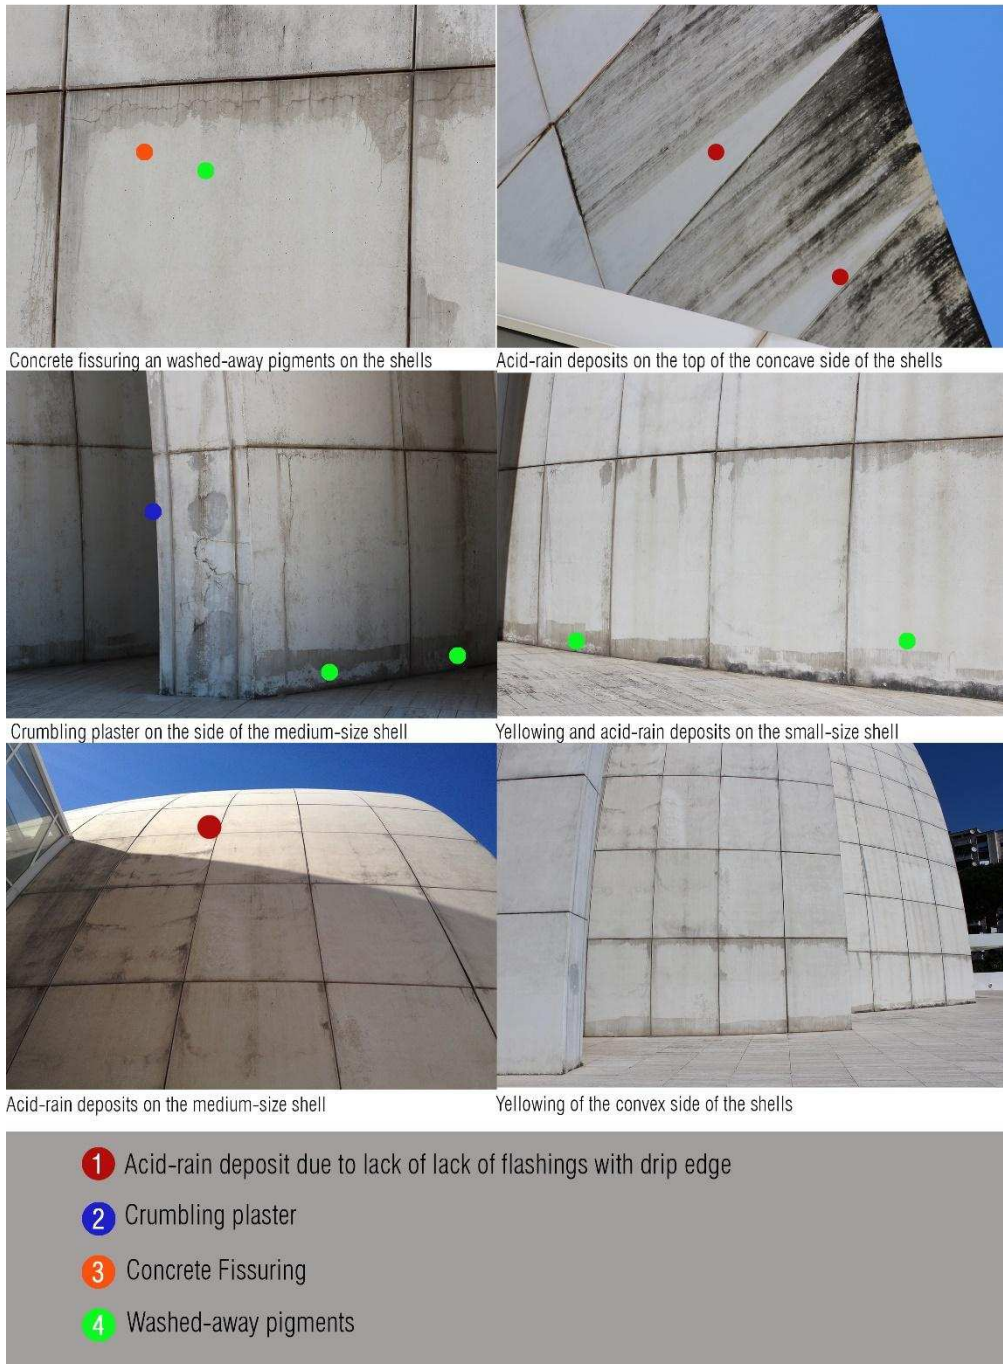 Concrete fissuring an washed-away pigments on the shells
Acid-rain deposits on the top of the concave side of the shells
Crumbling plaster on the side of the medium-size shell
Yellowing and acid-rain deposits on the small-size shell
Acid-rain deposits on the medium-size shell
Yellowing of the convex side of the shells
1 Acid-rain deposit due to lack of lack of flashings with drip edge
2 Crumbling plaster
3 Concrete Fissuring
4 Washed-away pigments